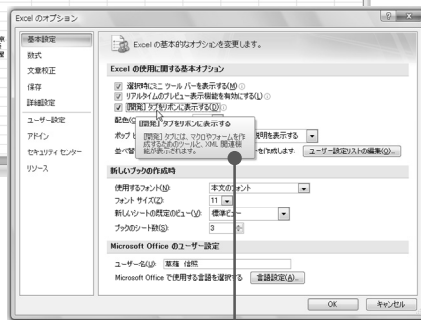 Excel のオプション
基本設定
数式
文章校正
保存
詳細設定
ユーザー設定
アドイン
セキュリティ センター
リソース
Excel の基本的なオプションを変更します。
Excel の使用に関する基本オプション
選択時にミニ ツール バーを表示する(M)
リアルタイムのプレビュー表示機能を有効にする(L)
[開発] タブをリボンに表示する(D)
配色(C)
[開発] タブをリボンに表示する
[開発] タブには、マクロやフォームを作
成するためのツールと、XML 関連機
能が表示されます。
ポップ ヒ
説明を表示する
並べ替
を作成します。
ユーザー設定リストの編集(O)...
新しいブックの作成時
使用するフォント(N):
本文のフォント
フォント サイズ(Z):
11
新しいシートの既定のビュー(V):
標準ビュー
ブックのシート数(S):
3
Microsoft Office のユーザー設定
ユーザー名(U):
Microsoft Office で使用する言語を選択する
言語設定(A)...
OK
キャンセル